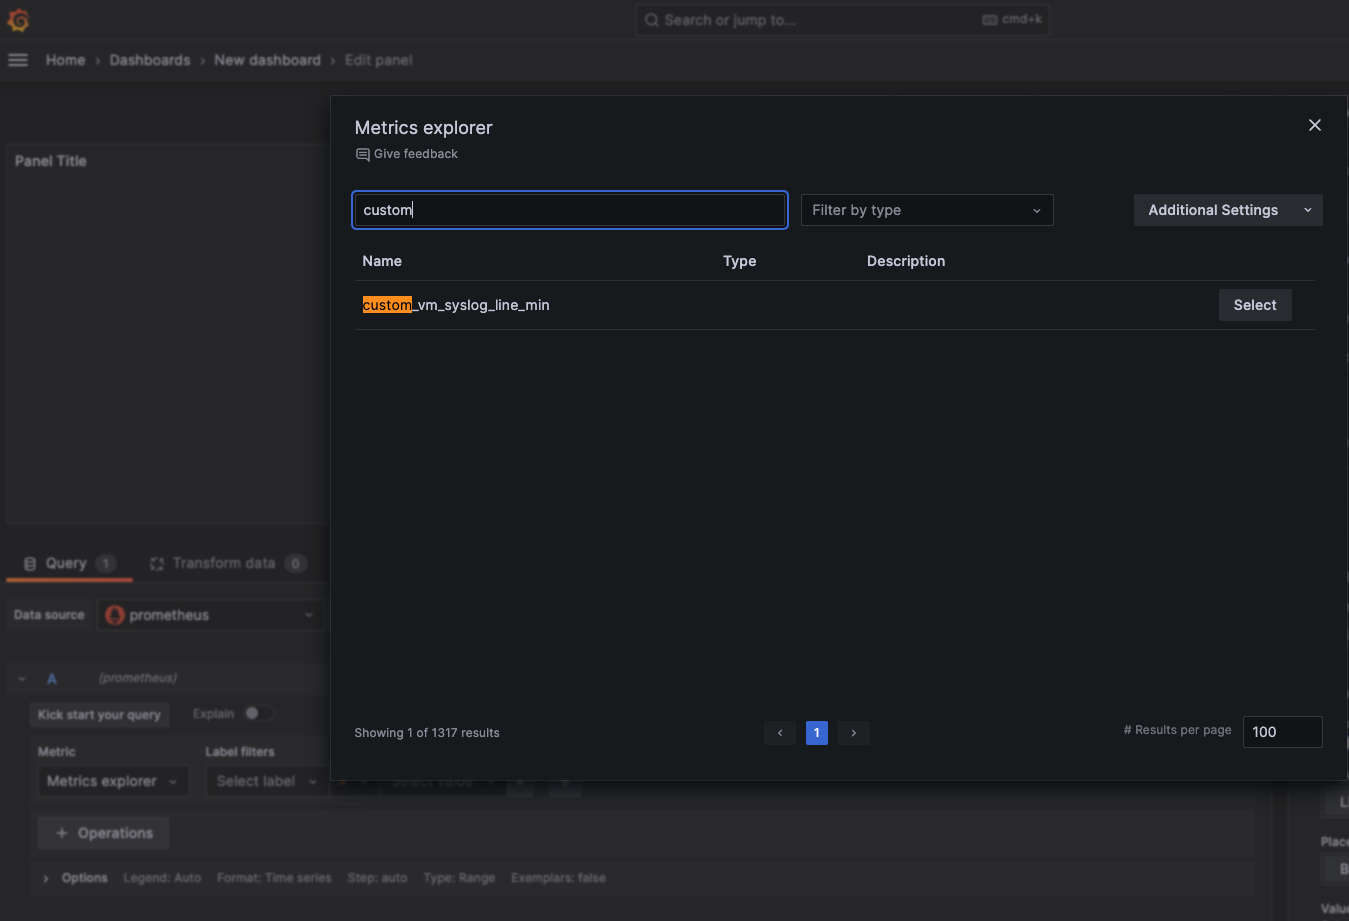 Search or jump to...
cmd+k
Home › Dashboards › New dashboard › Edit panel
Panel Title
Metrics explorer
Give feedback
custom
Filter by type
Additional Settings
Name Type Description
custom_vm_syslog_line_min
Select
Showing 1 of 1317 results
‹ 1 ›
# Results per page 100
Query 1
Transform data 0
Data source
prometheus
A (prometheus)
Kick start your query
Explain
Metric
Label filters
Metrics explorer
Select label
Select value
+ Operations
› Options Legend: Auto Format: Time series Step: auto Type: Range Exemplars: false